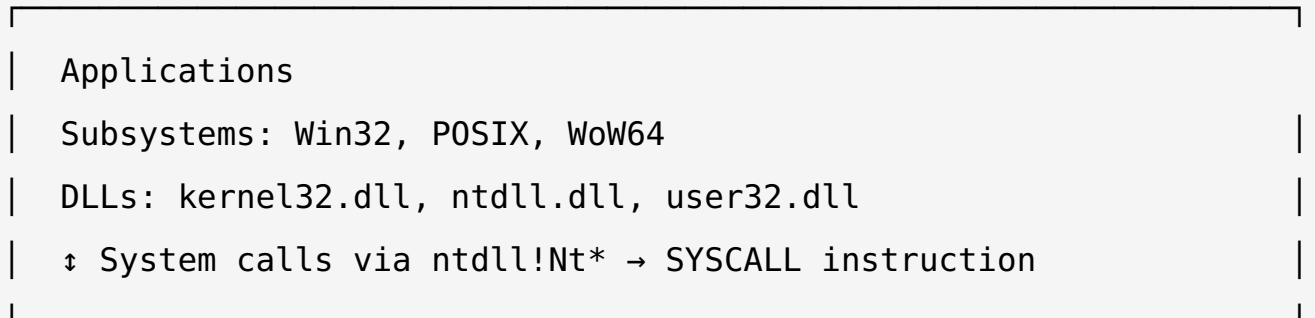 Applications
Subsystems: Win32, POSIX, WoW64
DLLs: kernel32.dll, ntdll.dll, user32.dll
↕ System calls via ntdll!Nt* → SYSCALL instruction